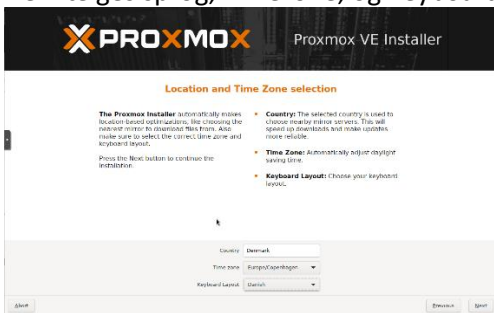 PROXMOX
Proxmox VE Installer
Location and Time Zone selection
The Proxmox Installer automatically makes
location-based optimizations, like choosing the
nearest mirror to download files from. Also
make sure to select the correct time zone and
keyboard layout.
Press the Next button to continue the
installation.
• Country: The selected country is used to
choose nearby mirror servers. This will
speed up downloads and make updates
more reliable.
• Time Zone: Automatically adjust daylight
saving time.
• Keyboard Layout: Choose your keyboard
layout.
Country Denmark
Time zone Europe/Copenhagen
Keyboard Layout Danish
Abort Previous Next